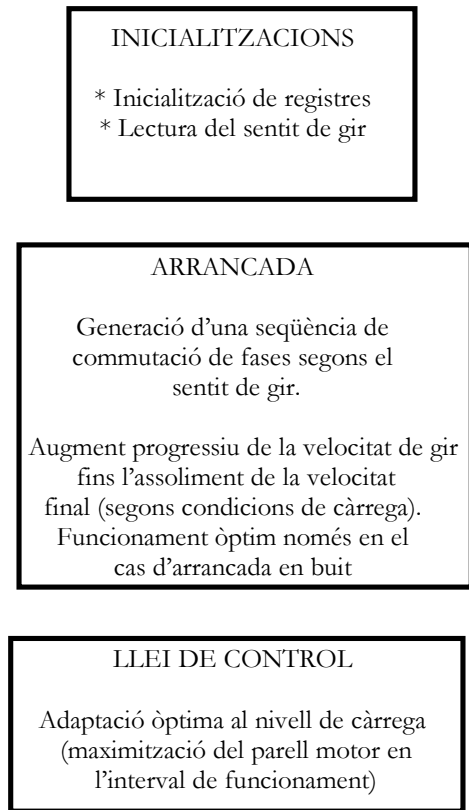 INICIALITZACIONS
* Inicialització de registres
* Lectura del sentit de gir
ARRANCADA
Generació d’una seqüència de
commutació de fases segons el
sentit de gir.
Augment progressiu de la velocitat de gir
fins l’assoliment de la velocitat
final (segons condicions de càrrega).
Funcionament òptim només en el
cas d’arrancada en buit
LLEI DE CONTROL
Adaptació òptima al nivell de càrrega
(maximització del parell motor en
l’interval de funcionament)